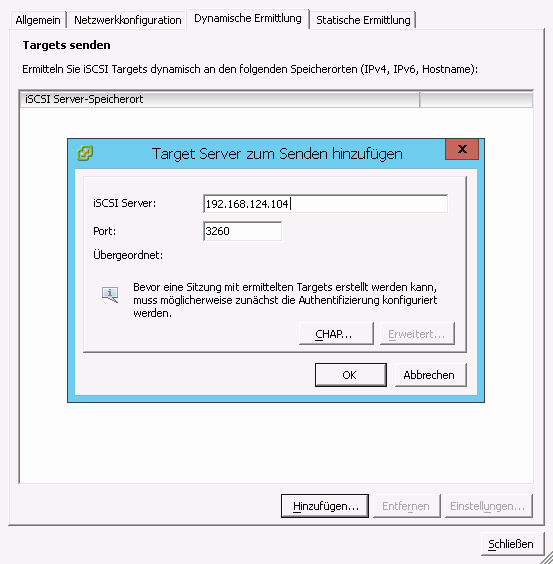 Allgemein Netzwerkkonfiguration Dynamische Ermittlung Statische Ermittlung
Targets senden
Ermitteln Sie iSCSI Targets dynamisch an den folgenden Speicherorten (IPv4, IPv6, Hostname):
iSCSI Server-Speicherort
Target Server zum Senden hinzufügen
iSCSI Server: 192.168.124.104
Port: 3260
Übergeordnet:
Bevor eine Sitzung mit ermittelten Targets erstellt werden kann,
muss möglicherweise zunächst die Authentifizierung konfiguriert
werden.
CHAP... Erweitert...
OK Abbrechen
Hinzufügen... Entfernen Einstellungen...
Schließen